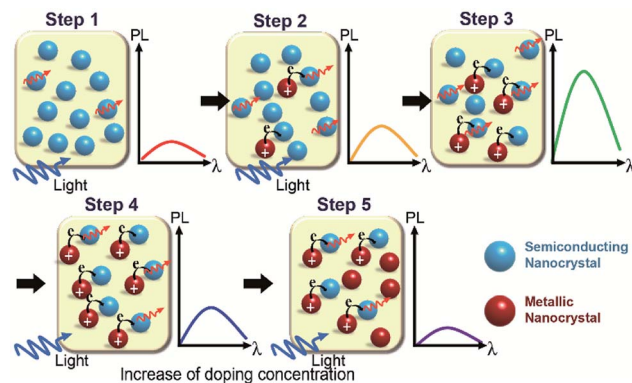 Step 1
PL
λ
Light
Step 2
PL
e
+
e
+
λ
Light
Step 3
PL
e
+
e
+
e
+
e
+
e
+
λ
Step 4
PL
e
+
e
+
e
+
e
+
e
+
e
+
λ
Light
Step 5
PL
e
+
e
+
e
+
e
+
λ
Light
Semiconducting
Nanocrystal
Metallic
Nanocrystal
Increase of doping concentration